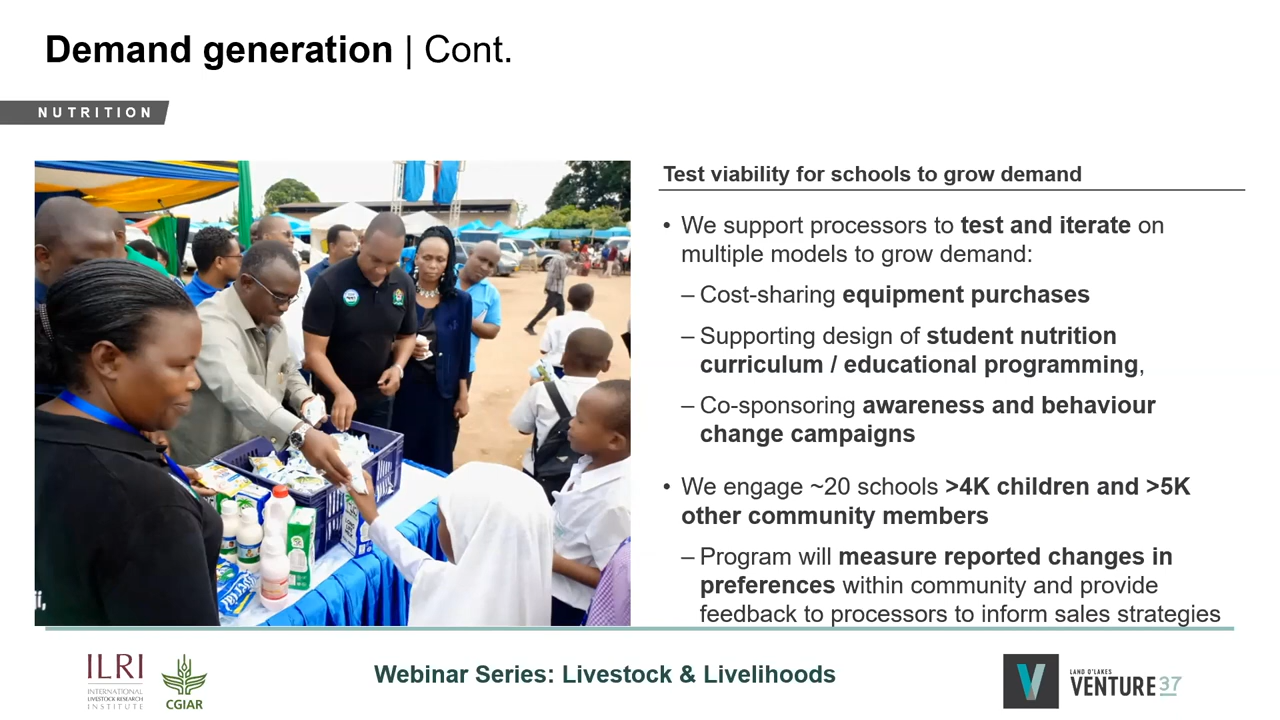 Demand generation | Cont.
NUTRITION
Test viability for schools to grow demand
• We support processors to test and iterate on
multiple models to grow demand:
– Cost-sharing equipment purchases
– Supporting design of student nutrition
curriculum / educational programming,
– Co-sponsoring awareness and behaviour
change campaigns
• We engage ~20 schools >4K children and >5K
other community members
– Program will measure reported changes in
preferences within community and provide
feedback to processors to inform sales strategies
ILRI
INTERNATIONAL
LIVESTOCK RESEARCH
INSTITUTE
CGIAR
Webinar Series: Livestock & Livelihoods
LAND O'LAKES
VENTURE37